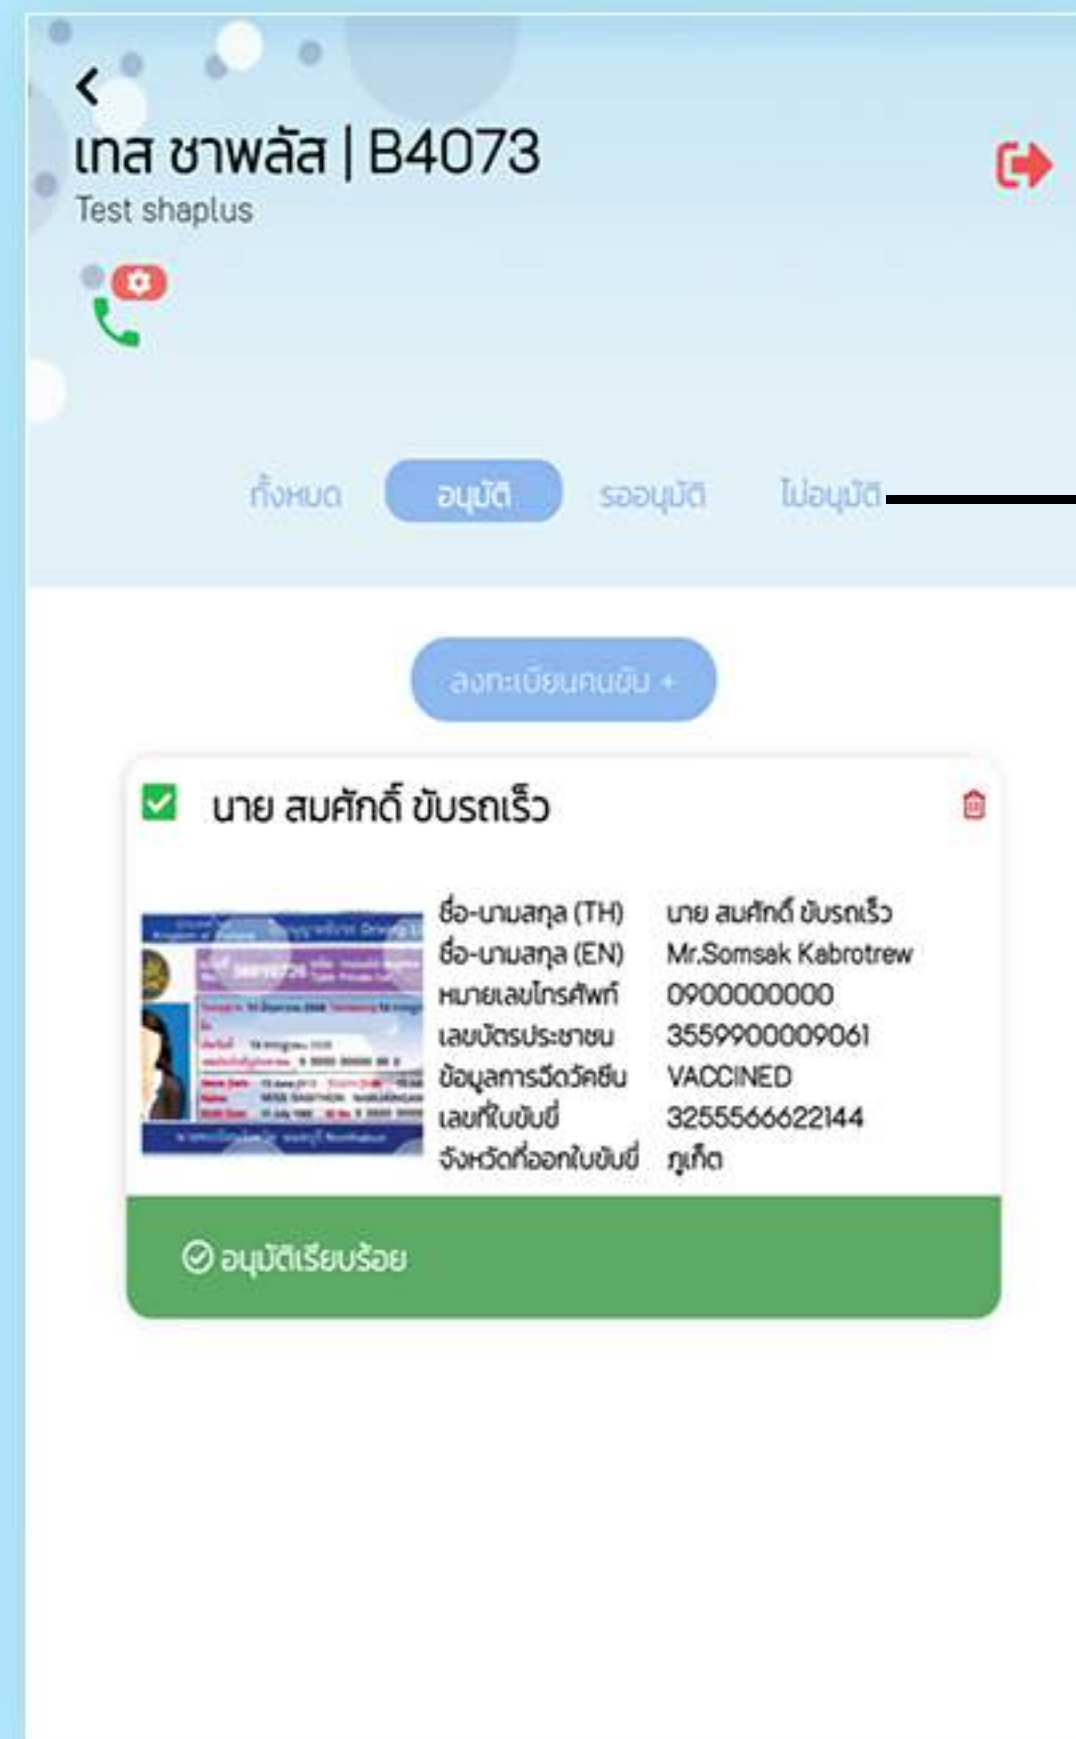 เทส ชาพลัส | B4073
Test shaplus
ทั้งหมด อนุมัติ รออนุมัติ ไม่อนุมัติ
ลงทะเบียนคนขับ +
นาย สมศักดิ์ ขับรถเร็ว
ชื่อ-นามสกุล (TH) นาย สมศักดิ์ ขับรถเร็ว
ชื่อ-นามสกุล (EN) Mr.Somsak Kabrotrew
หมายเลขโทรศัพท์ 0900000000
เลขบัตรประชาชน 3559900009061
ข้อมูลการฉีดวัคซีน VACCINED
เลขที่ใบขับขี่ 3255566622144
จังหวัดที่ออกใบขับขี่ ภูเก็ต
อนุมัติเรียบร้อย